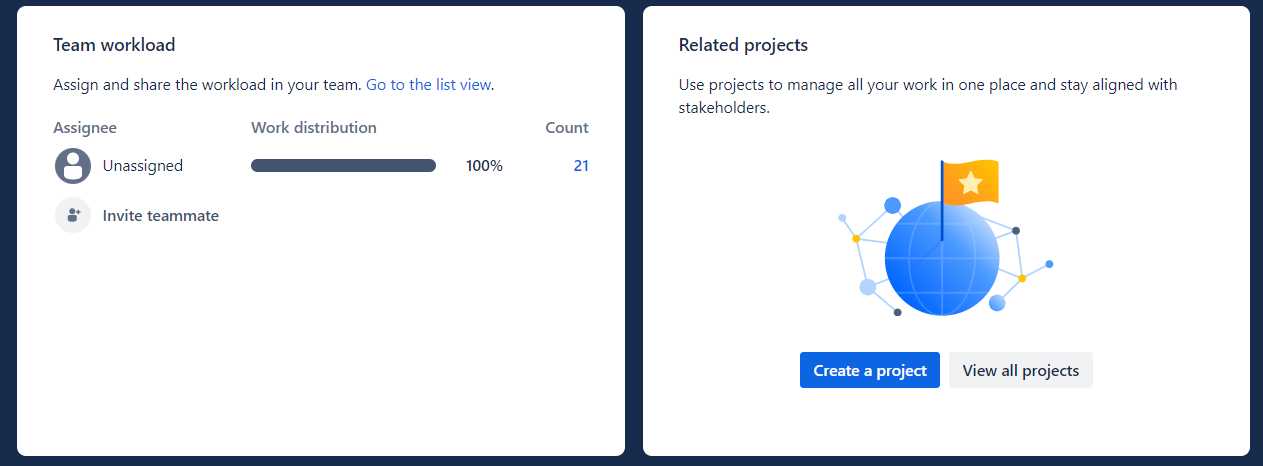 Team workload
Assign and share the workload in your team. Go to the list view.
Assignee Work distribution Count
Unassigned 100% 21
Invite teammate
Related projects
Use projects to manage all your work in one place and stay aligned with
stakeholders.
Create a project View all projects